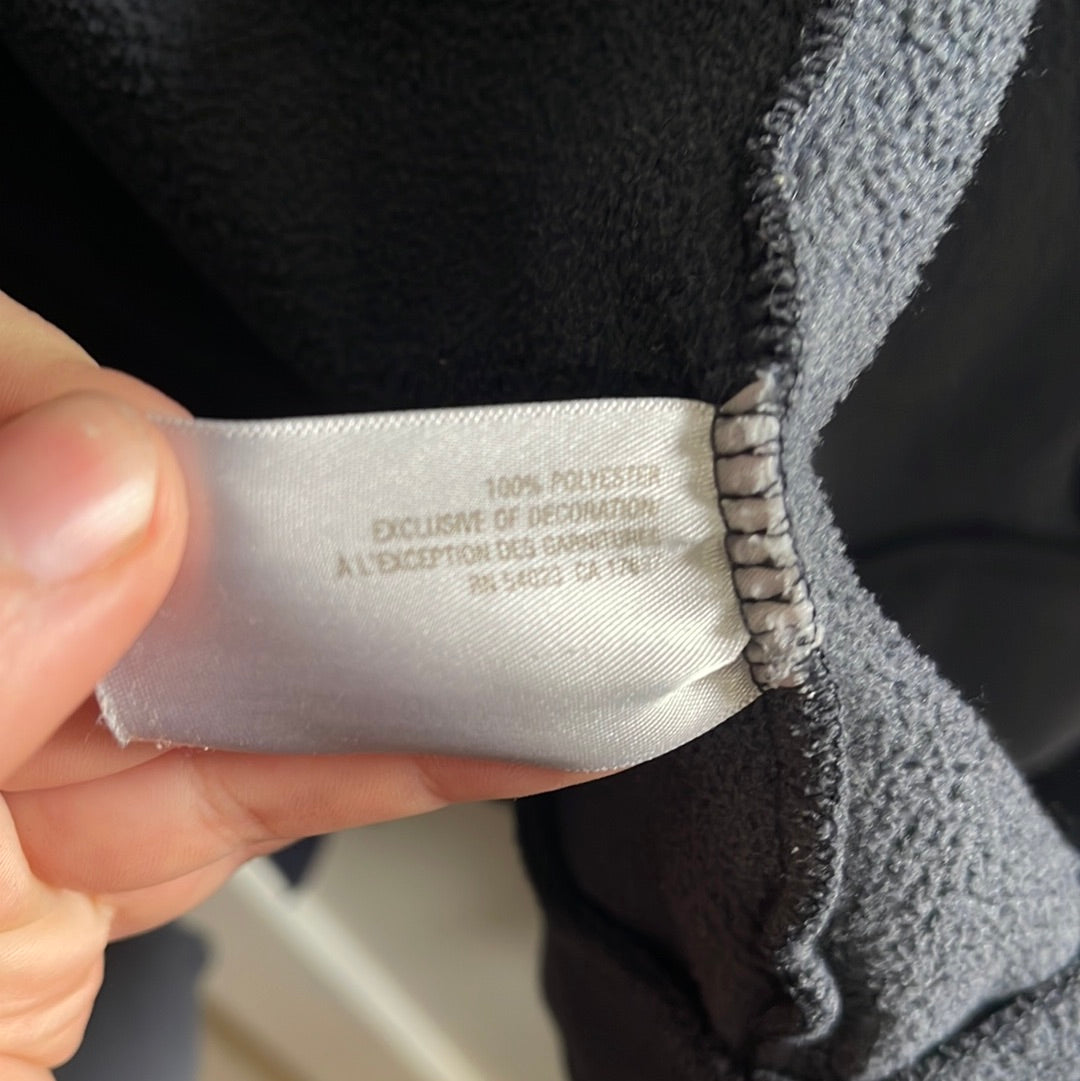 100% POLYESTER
EXCLUSIVE OF DECORATION
À L'EXCEPTION DES GARNITURES
RN 54023 CA